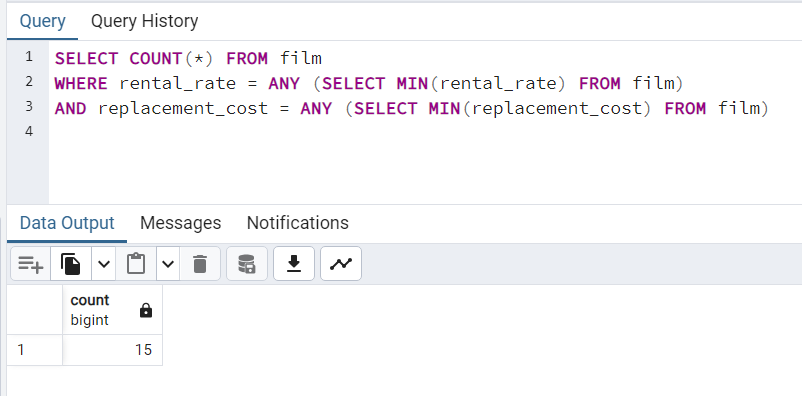 Query Query History
1 SELECT COUNT(*) FROM film
2 WHERE rental_rate = ANY (SELECT MIN(rental_rate) FROM film)
3 AND replacement_cost = ANY (SELECT MIN(replacement_cost) FROM film)
4
Data Output Messages Notifications
count
bigint
1 15